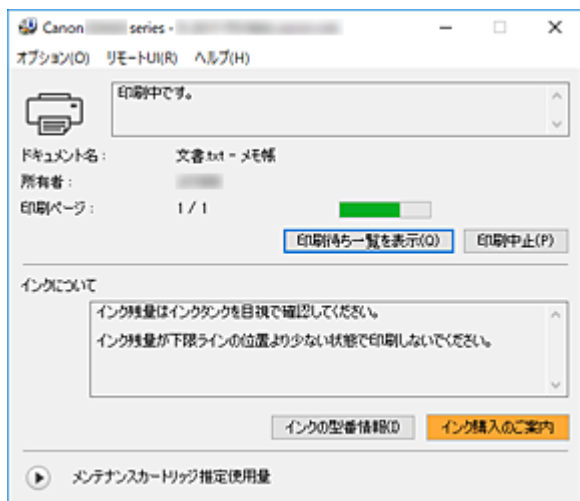 Canon series -
オプション(O) リモートUI(R) ヘルプ(H)
印刷中です。
ドキュメント名： 文書.txt - メモ帳
所有者：
印刷ページ： 1 / 1
印刷待ち一覧を表示(Q) 印刷中止(P)
インクについて
インク残量はインクタンクを目視で確認してください。
インク残量が下限ラインの位置より少ない状態で印刷しないでください。
インクの型番情報(I) インク購入のご案内
メンテナンスカートリッジ指定使用量